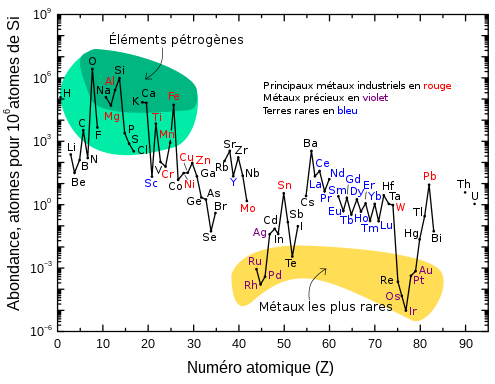 Abondance, atomes pour 10⁶ atomes de Si
10⁹
10⁶
10³
10⁰
10⁻³
10⁻⁶
Éléments pétrogènes
Principaux métaux industriels en rouge
Métaux précieux en violet
Terres rares en bleu
H
Li
Be
B
C
N
O
F
Na
Mg
Al
Si
P
S
Cl
K
Ca
Sc
Ti
V
Cr
Mn
Fe
Co
Ni
Cu
Zn
Ga
Ge
As
Se
Br
Rb
Sr
Y
Zr
Nb
Mo
Ru
Rh
Pd
Ag
Cd
In
Sn
Sb
Te
I
Cs
Ba
La
Ce
Pr
Nd
Sm
Eu
Gd
Tb
Dy
Ho
Er
Tm
Yb
Lu
Hf
Ta
W
Re
Os
Ir
Pt
Au
Hg
Tl
Pb
Bi
Th
U
Métaux les plus rares
0 10 20 30 40 50 60 70 80 90
Numéro atomique (Z)